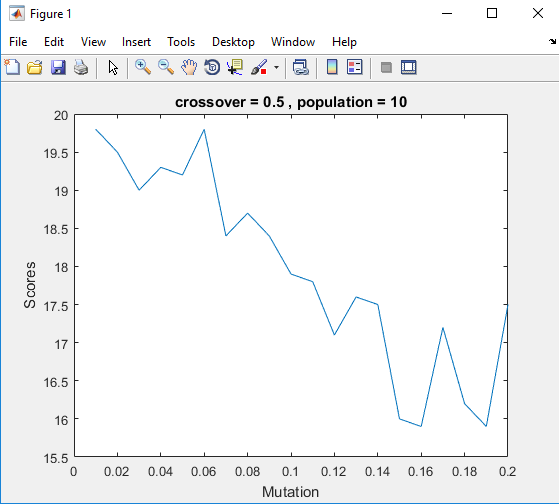 Figure 1
File Edit View Insert Tools Desktop Window Help
crossover = 0.5 , population = 10
20
19.5
19
18.5
18
17.5
17
16.5
16
15.5
Scores
0 0.02 0.04 0.06 0.08 0.1 0.12 0.14 0.16 0.18 0.2
Mutation